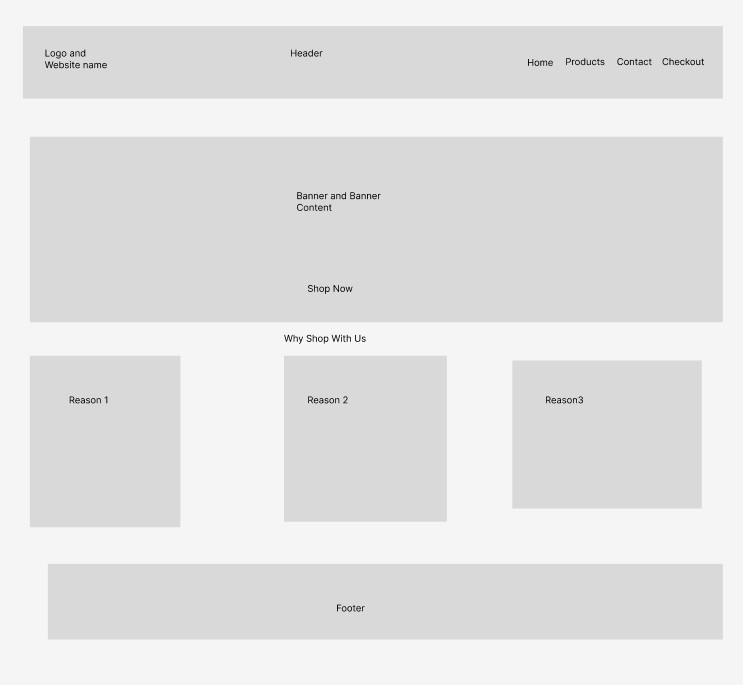 Logo and
Website name
Header
Home Products Contact Checkout
Banner and Banner
Content
Shop Now
Why Shop With Us
Reason 1
Reason 2
Reason3
Footer